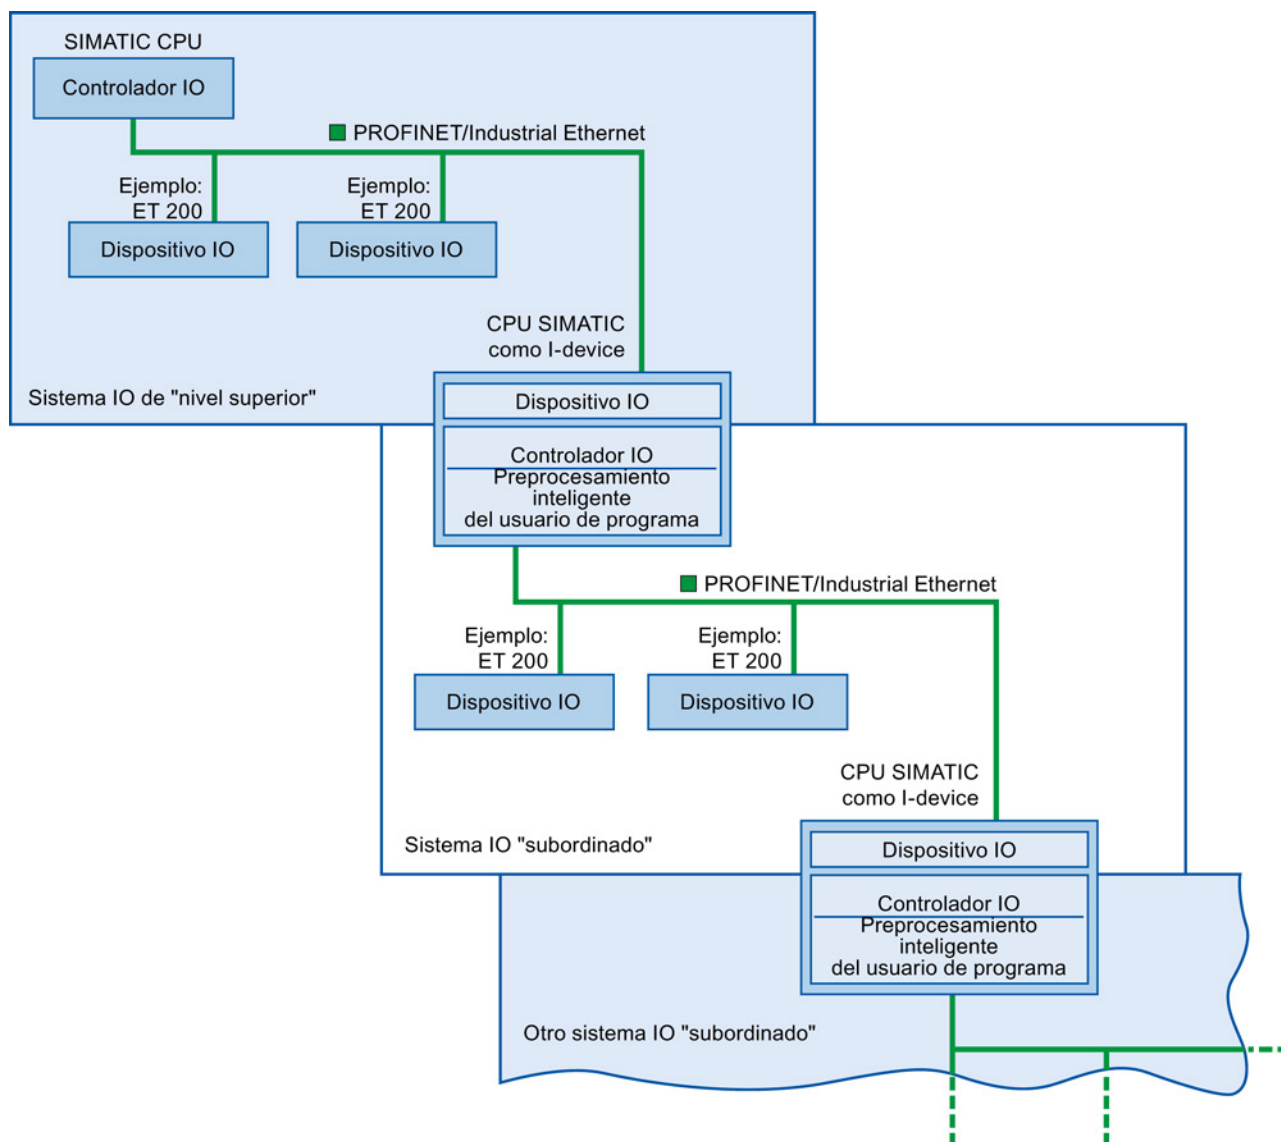 SIMATIC CPU
Controlador IO
PROFINET/Industrial Ethernet
Ejemplo:
ET 200
Dispositivo IO
Ejemplo:
ET 200
Dispositivo IO
CPU SIMATIC
como I-device
Sistema IO de "nivel superior"
Dispositivo IO
Controlador IO
Preprocesamiento
inteligente
del usuario de programa
PROFINET/Industrial Ethernet
Ejemplo:
ET 200
Dispositivo IO
Ejemplo:
ET 200
Dispositivo IO
CPU SIMATIC
como I-device
Sistema IO "subordinado"
Dispositivo IO
Controlador IO
Preprocesamiento
inteligente
del usuario de programa
Otro sistema IO "subordinado"